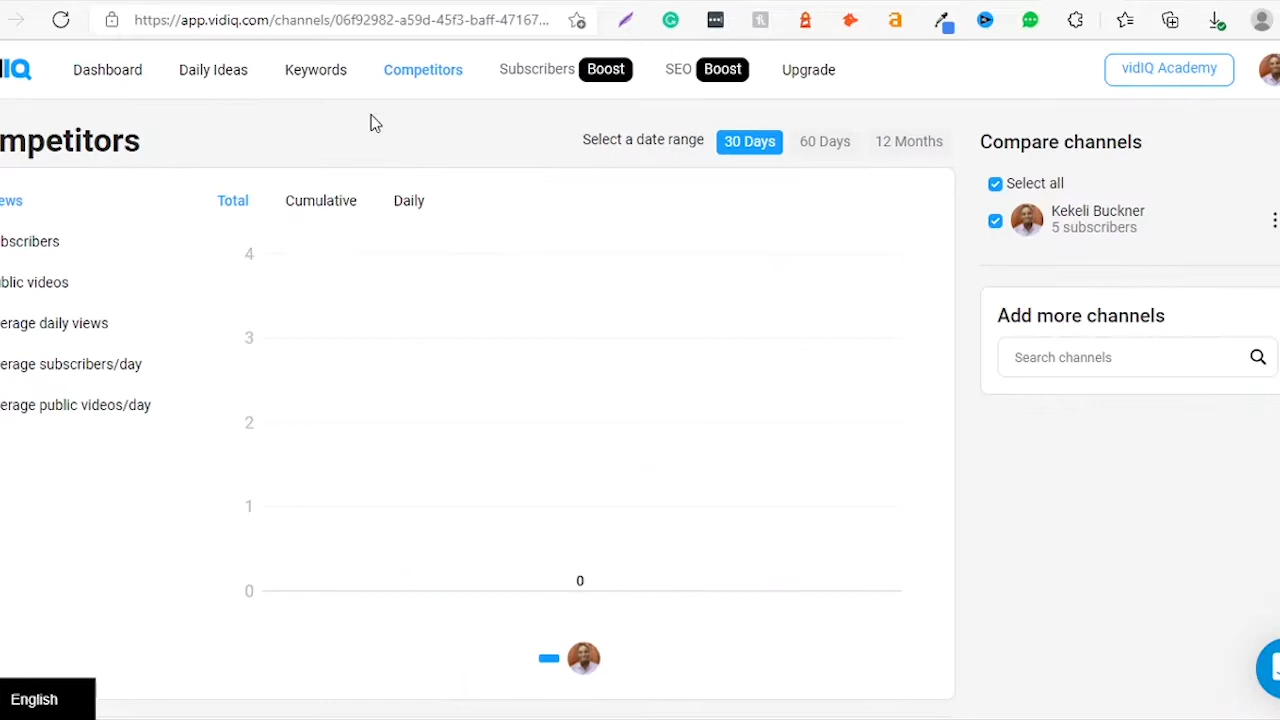 https://app.vidiq.com/channels/06f92982-a59d-45f3-baff-47167...
IQ Dashboard Daily Ideas Keywords Competitors Subscribers Boost SEO Boost Upgrade vidIQ Academy
mpetitors
Select a date range 30 Days 60 Days 12 Months
Compare channels
Select all
Kekeli Buckner
5 subscribers
Add more channels
Search channels
ews
bscribers
blic videos
erage daily views
erage subscribers/day
erage public videos/day
Total Cumulative Daily
4
3
2
1
0
0
English